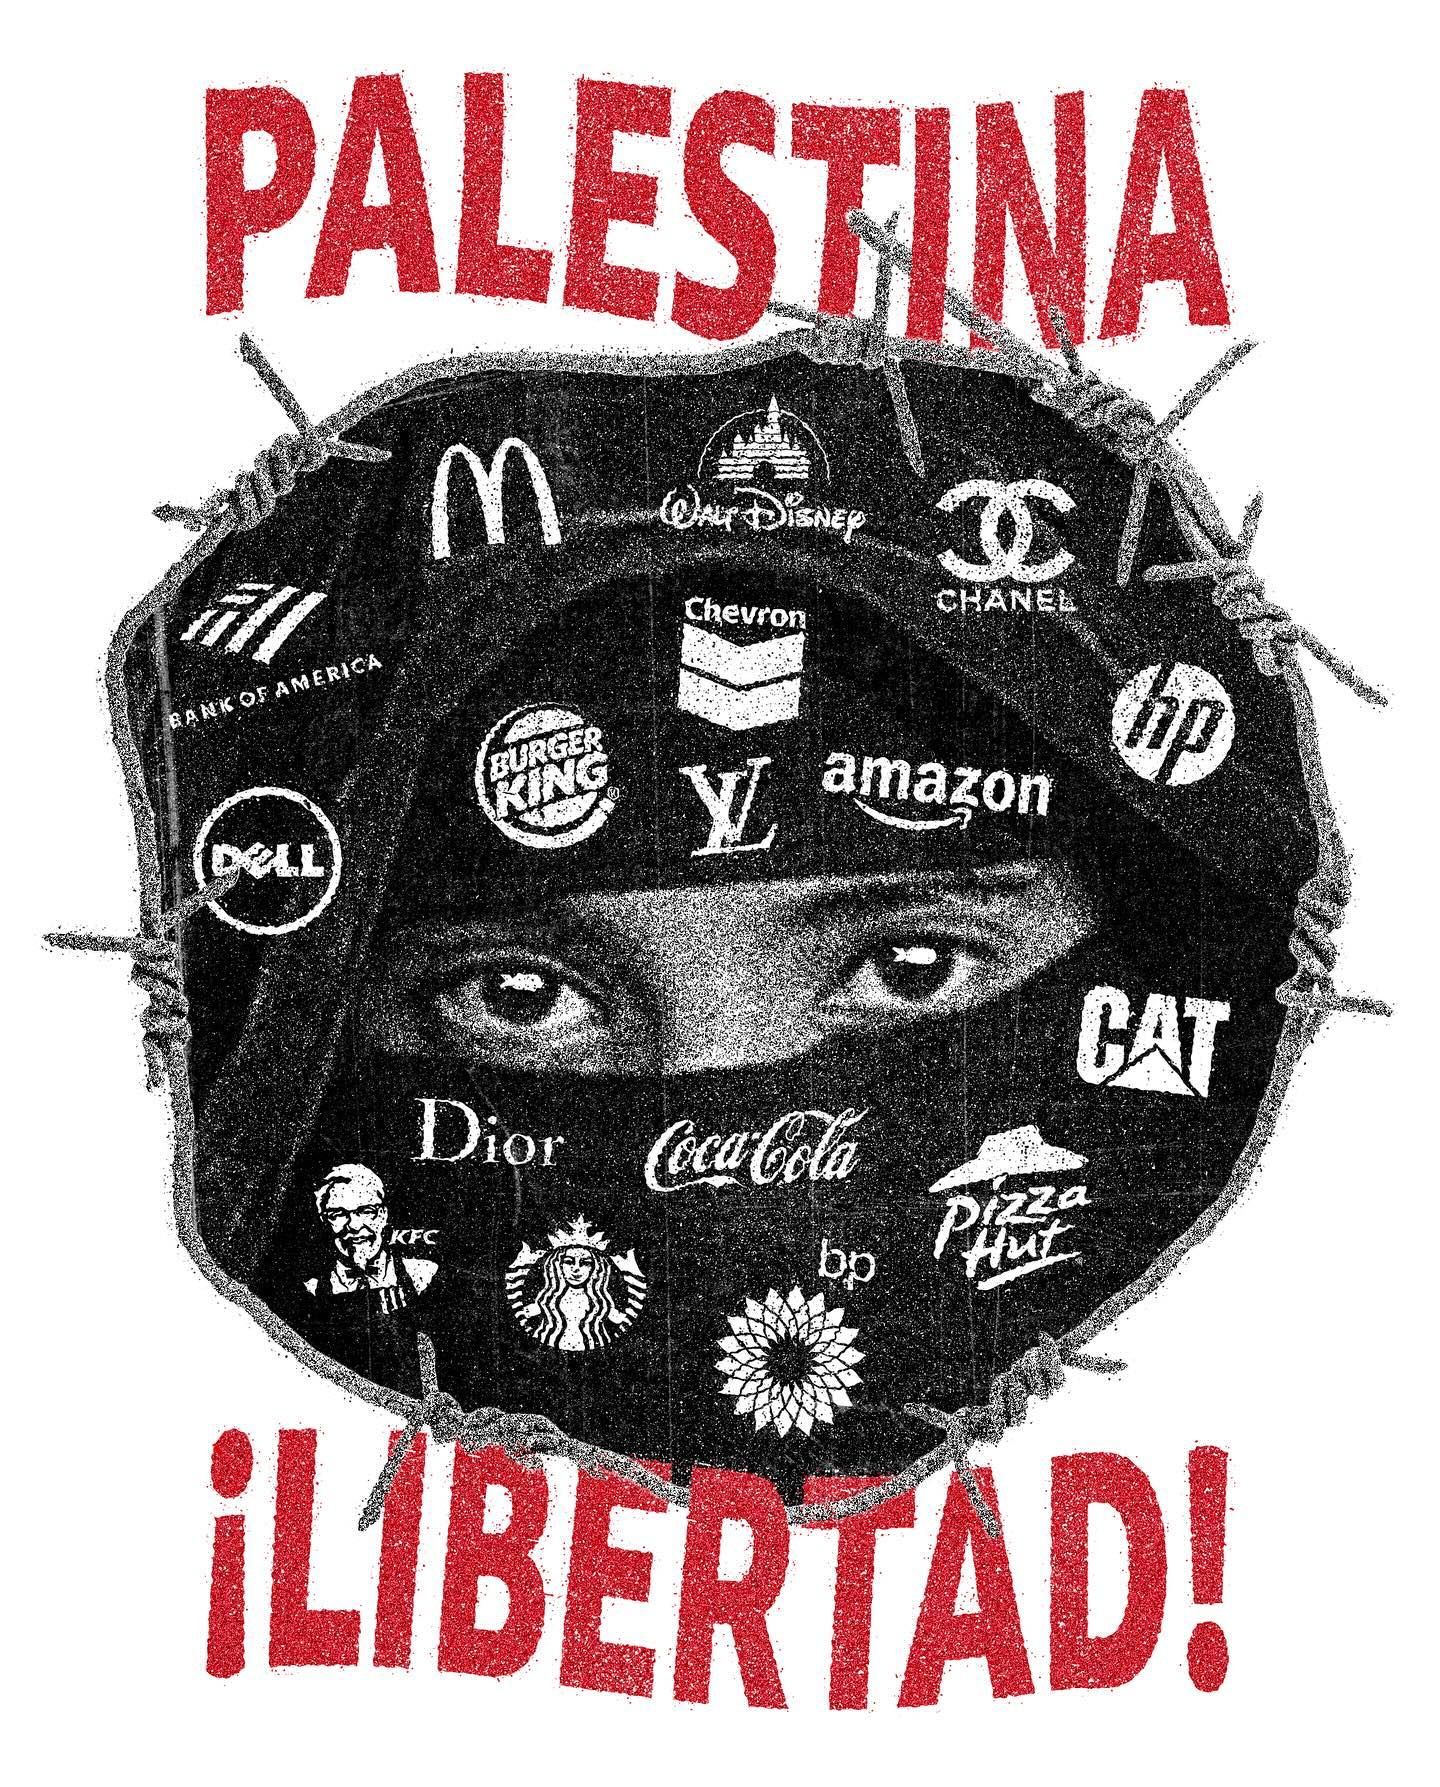 PALESTINA
WALT DISNEY
CHANEL
Chevron
BANK OF AMERICA
hp
BURGER
KING
®
LV
amazon
DELL
CAT
Dior
Coca-Cola
Pizza
Hut
KFC
bp
¡LIBERTAD!